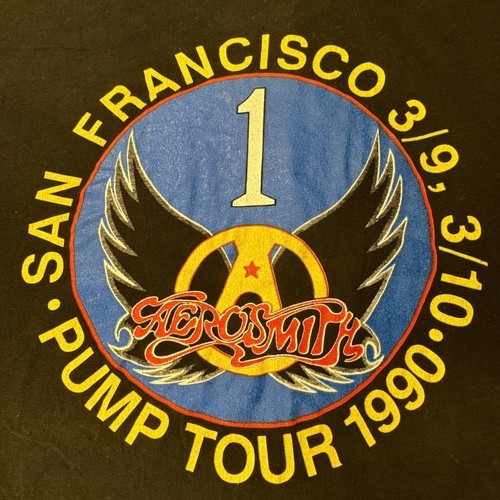 SAN FRANCISCO 3/9, 3/10
1
AEROSMITH
· PUMP TOUR 1990 ·